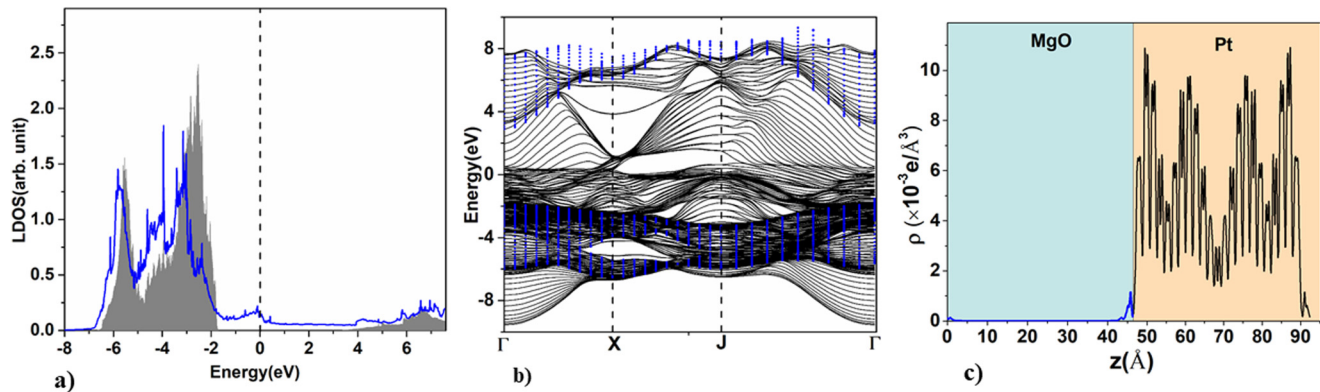 2.5
2.0
1.5
1.0
0.5
0.0
LDOS(arb. unit)
-8 -6 -4 -2 0 2 4 6
Energy(eV)
a)
8
4
0
-4
-8
Energy(eV)
Γ X J Γ
b)
MgO Pt
10
8
6
4
2
0
ρ (×10⁻³ e/Å³)
0 10 20 30 40 50 60 70 80 90
z(Å)
c)